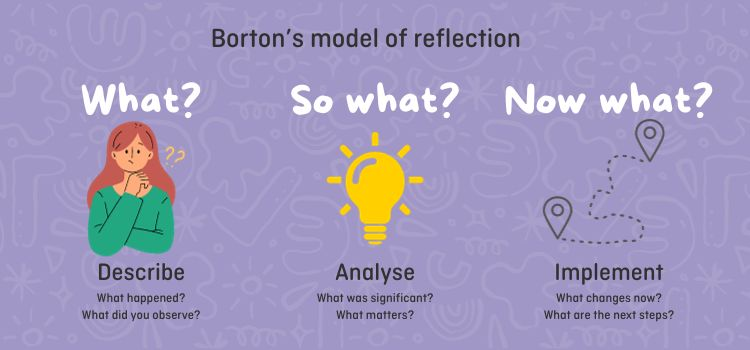 Borton's model of reflection
What?
So what?
Now what?
??
Describe
Analyse
Implement
What happened?
What did you observe?
What was significant?
What matters?
What changes now?
What are the next steps?